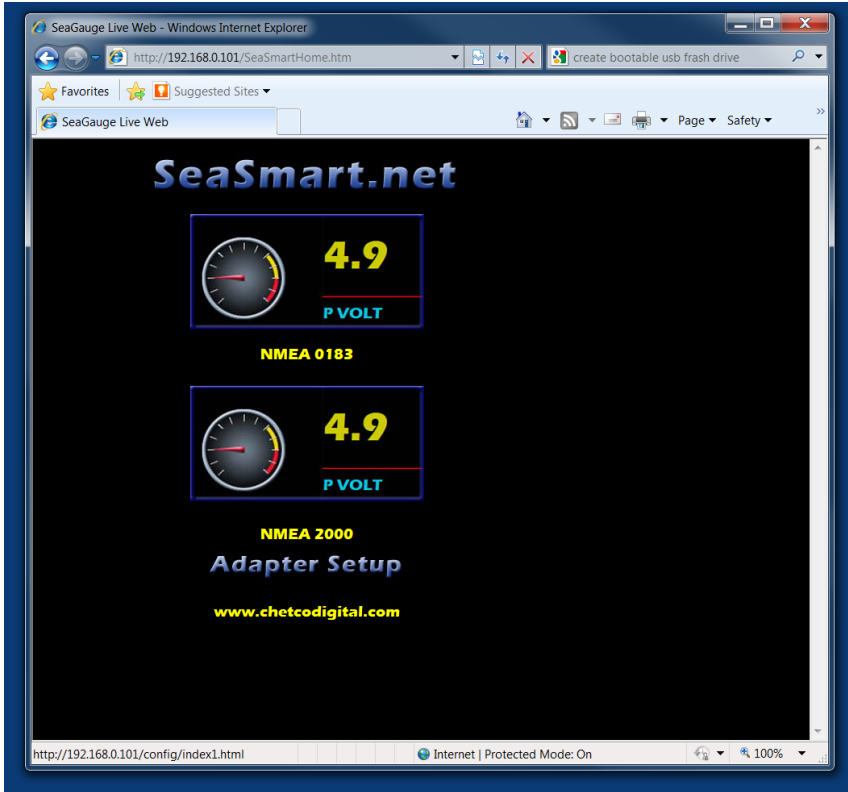 SeaGauge Live Web - Windows Internet Explorer
http://192.168.0.101/SeaSmartHome.htm
create bootable usb frash drive
Favorites
Suggested Sites
SeaGauge Live Web
Page
Safety
»
SeaSmart.net
4.9
P VOLT
NMEA 0183
4.9
P VOLT
NMEA 2000
Adapter Setup
www.chetcodigital.com
http://192.168.0.101/config/index1.html
Internet | Protected Mode: On
100%